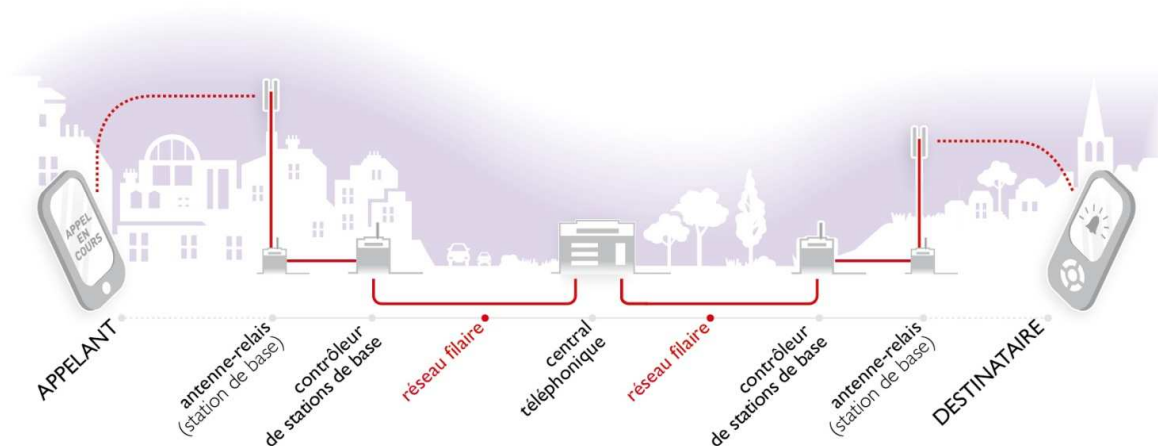 APPEL
EN
COURS
APPELANT
antenne-relais
(station de base)
contrôleur
de stations de base
réseau filaire
central
téléphonique
réseau filaire
contrôleur
de stations de base
antenne-relais
(station de base)
DESTINATAIRE